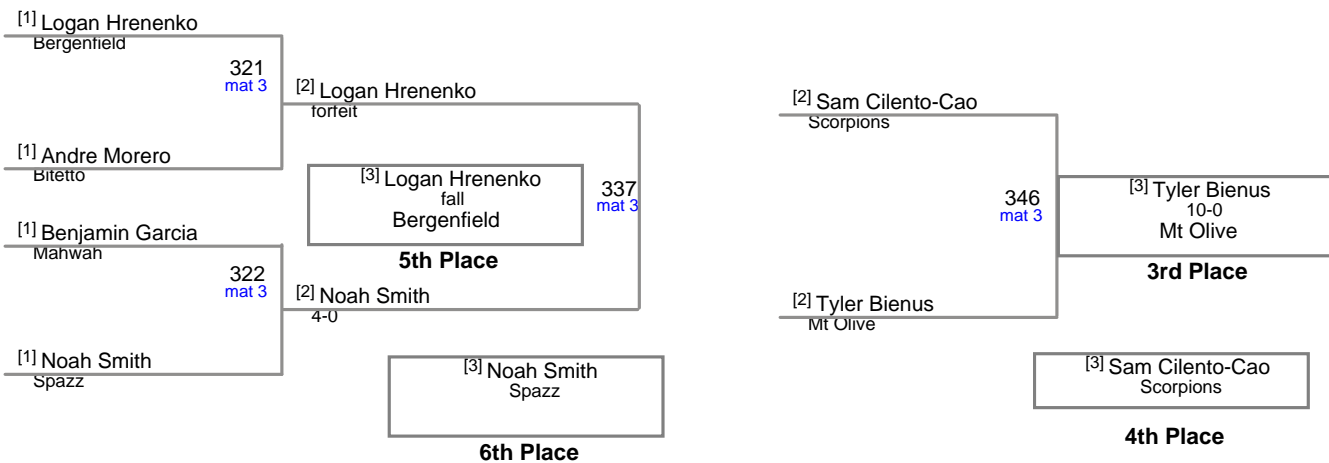 [1] Logan Hrenenko
Bergenfield
321
mat 3
[1] Andre Morero
Bitetto
[2] Logan Hrenenko
forfeit
[1] Benjamin Garcia
Mahwah
322
mat 3
[1] Noah Smith
Spazz
[2] Noah Smith
4-0
337
mat 3
[3] Logan Hrenenko
fall
Bergenfield
5th Place
[3] Noah Smith
Spazz
6th Place
[2] Sam Cilento-Cao
Scorpions
346
mat 3
[2] Tyler Bienus
Mt Olive
[3] Tyler Bienus
10-0
Mt Olive
3rd Place
[3] Sam Cilento-Cao
Scorpions
4th Place